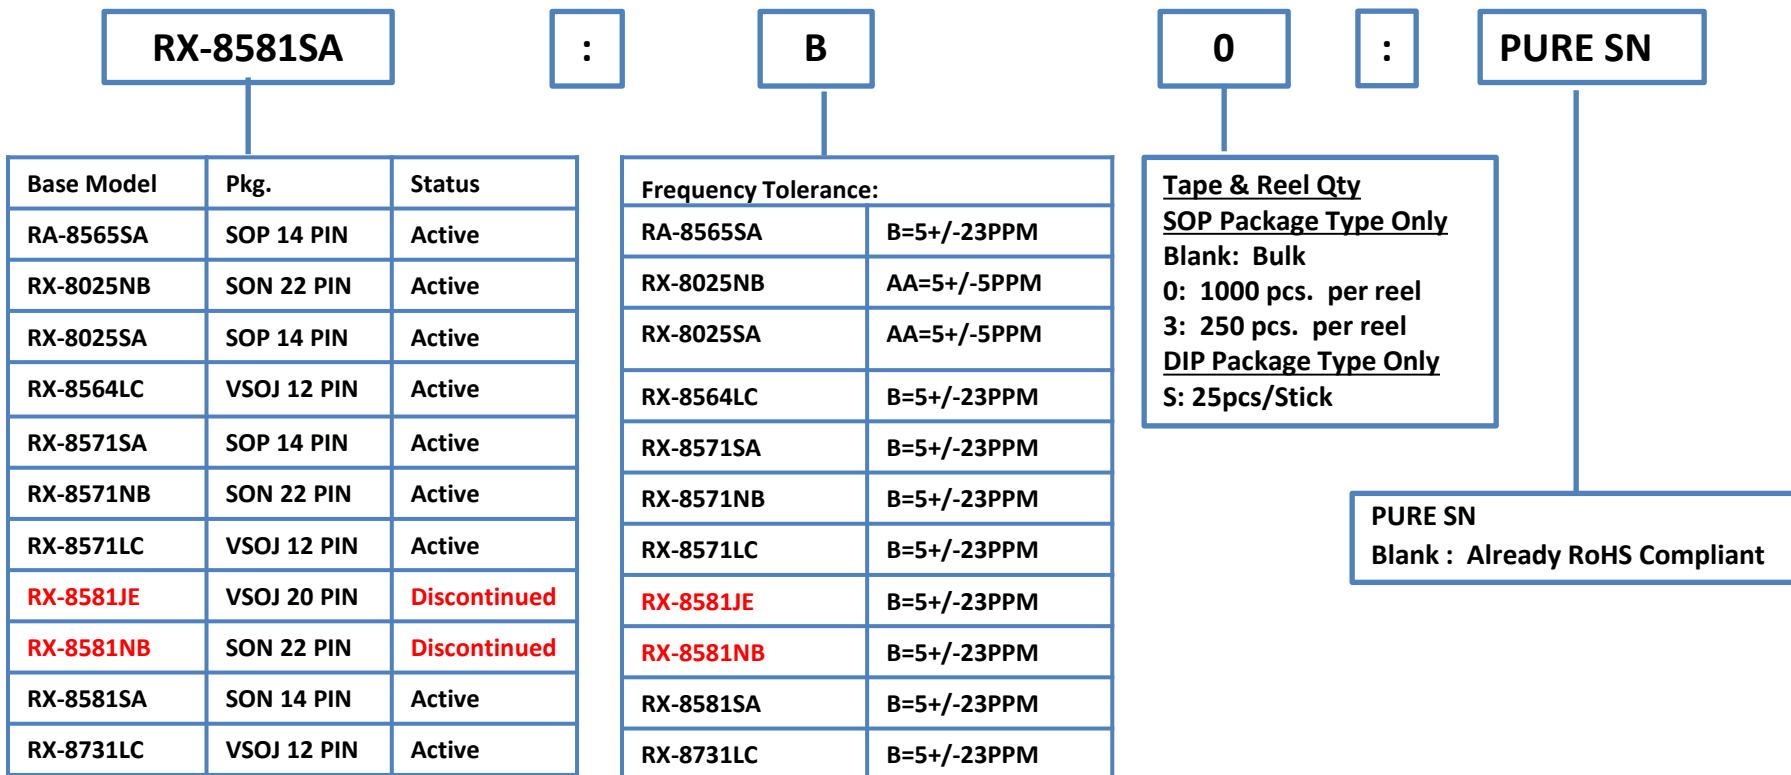 RX-8581SA : B 0 : PURE SN
Base Model Pkg. Status
RA-8565SA SOP 14 PIN Active
RX-8025NB SON 22 PIN Active
RX-8025SA SOP 14 PIN Active
RX-8564LC VSOJ 12 PIN Active
RX-8571SA SOP 14 PIN Active
RX-8571NB SON 22 PIN Active
RX-8571LC VSOJ 12 PIN Active
RX-8581JE VSOJ 20 PIN Discontinued
RX-8581NB SON 22 PIN Discontinued
RX-8581SA SON 14 PIN Active
RX-8731LC VSOJ 12 PIN Active
Frequency Tolerance:
RA-8565SA B=5+/-23PPM
RX-8025NB AA=5+/-5PPM
RX-8025SA AA=5+/-5PPM
RX-8564LC B=5+/-23PPM
RX-8571SA B=5+/-23PPM
RX-8571NB B=5+/-23PPM
RX-8571LC B=5+/-23PPM
RX-8581JE B=5+/-23PPM
RX-8581NB B=5+/-23PPM
RX-8581SA B=5+/-23PPM
RX-8731LC B=5+/-23PPM
Tape & Reel Qty
SOP Package Type Only
Blank: Bulk
0: 1000 pcs. per reel
3: 250 pcs. per reel
DIP Package Type Only
S: 25pcs/Stick
PURE SN
Blank : Already RoHS Compliant